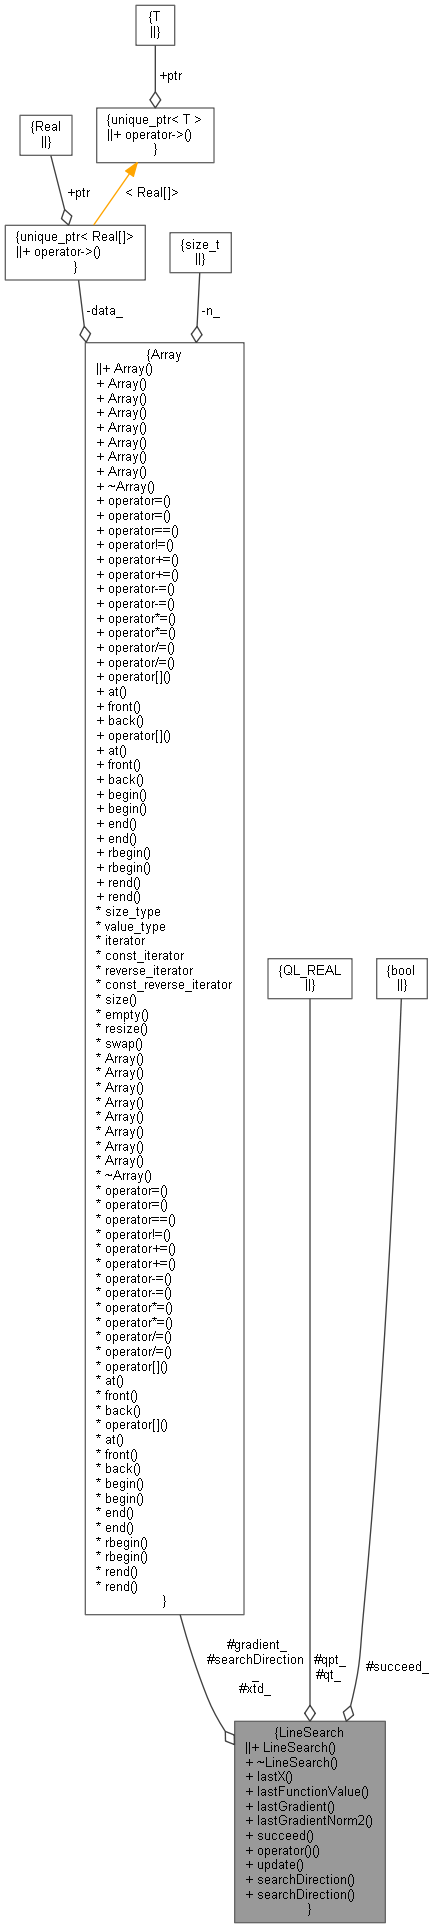 {T
||}
+ptr
{unique_ptr< T >
||+ operator->()
}
{Real
||}
+ptr
< Real[]>
{unique_ptr< Real[]>
||+ operator->()
}
{size_t
||}
-data_
-n_
{Array
||+ Array()
+ Array()
+ Array()
+ Array()
+ Array()
+ Array()
+ Array()
+ Array()
+ ~Array()
+ operator=()
+ operator=()
+ operator==()
+ operator!=()
+ operator+=()
+ operator+=()
+ operator-=()
+ operator-=()
+ operator*=()
+ operator*=()
+ operator/=()
+ operator/=()
+ operator[]()
+ at()
+ front()
+ back()
+ operator[]()
+ at()
+ front()
+ back()
+ begin()
+ begin()
+ end()
+ end()
+ rbegin()
+ rbegin()
+ rend()
+ rend()
* size_type
* value_type
* iterator
* const_iterator
* reverse_iterator
* const_reverse_iterator
* size()
* empty()
* resize()
* swap()
* Array()
* Array()
* Array()
* Array()
* Array()
* Array()
* Array()
* Array()
* ~Array()
* operator=()
* operator=()
* operator==()
* operator!=()
* operator+=()
* operator+=()
* operator-=()
* operator-=()
* operator*=()
* operator*=()
* operator/=()
* operator/=()
* operator[]()
* at()
* front()
* back()
* operator[]()
* at()
* front()
* back()
* begin()
* begin()
* end()
* end()
* rbegin()
* rbegin()
* rend()
* rend()
}
{QL_REAL
||}
{bool
||}
#gradient_
#searchDirection
_
#xtd_
#qpt_
#qt_
#succeed_
{LineSearch
||+ LineSearch()
+ ~LineSearch()
+ lastX()
+ lastFunctionValue()
+ lastGradient()
+ lastGradientNorm2()
+ succeed()
+ operator()()
+ update()
+ searchDirection()
+ searchDirection()
}